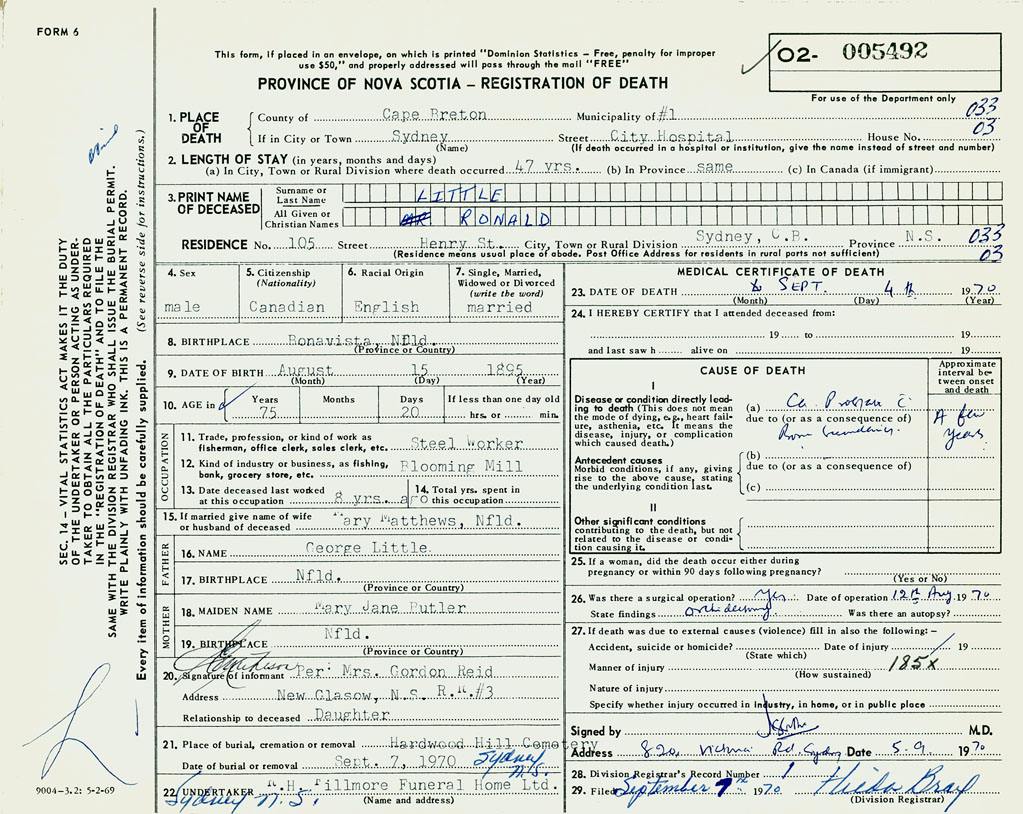 FORM 6
This form, if placed in an envelope, on which is printed "Dominion Statistics – Free, penalty for improper
use $50," and properly addressed will pass through the mail "FREE"
PROVINCE OF NOVA SCOTIA – REGISTRATION OF DEATH
02- 005492
For use of the Department only
1. PLACE OF DEATH County of Cape Breton Municipality of #1 033
If in City or Town Sydney Street City Hospital House No. 03
(Name) (If death occurred in a hospital or institution, give the name instead of street and number)
2. LENGTH OF STAY (in years, months and days)
(a) In City, Town or Rural Division where death occurred 47 yrs. (b) In Province same (c) In Canada (if immigrant)
3. PRINT NAME OF DECEASED Surname or Last Name LITTLE
All Given or Christian Names RONALD
RESIDENCE No. 105 Street Henry St. City, Town or Rural Division Sydney, C.B. Province N.S. 033
(Residence means usual place of abode. Post Office Address for residents in rural parts not sufficient) 03
4. Sex male
5. Citizenship (Nationality) Canadian
6. Racial Origin English
7. Single, Married, Widowed or Divorced (write the word) married
8. BIRTHPLACE Bonavista, Nfld.
(Province or Country)
9. DATE OF BIRTH August 15 1895
(Month) (Day) (Year)
10. AGE in Years 75 Months Days 20 If less than one day old hrs. or min.
OCCUPATION
11. Trade, profession, or kind of work as fisherman, office clerk, sales clerk, etc. Steel Worker
12. Kind of industry or business, as fishing, bank, grocery store, etc. Blooming Mill
13. Date deceased last worked at this occupation 8 yrs. ago
14. Total yrs. spent in this occupation
15. If married give name of wife or husband of deceased Mary Matthews, Nfld.
FATHER
16. NAME George Little
17. BIRTHPLACE Nfld.
(Province or Country)
MOTHER
18. MAIDEN NAME Mary Jane Butler
19. BIRTHPLACE Nfld.
(Province or Country)
20. Signature of informant Per: Mrs. Gordon Reid
Address New Glasow, N.S. R.R.#3
Relationship to deceased Daughter
21. Place of burial, cremation or removal Hardwood Hill Cemetery
Date of burial or removal Sept. 7, 1970 Sydney N.S.
22. UNDERTAKER R.H. Fillmore Funeral Home Ltd.
Sydney N.S. (Name and address)
MEDICAL CERTIFICATE OF DEATH
23. DATE OF DEATH SEPT. 4th 1970
(Month) (Day) (Year)
24. I HEREBY CERTIFY that I attended deceased from:
19 to 19
and last saw h alive on 19
CAUSE OF DEATH
Approximate interval between onset and death
I
Disease or condition directly leading to death (This does not mean the mode of dying, e.g., heart failure, asthenia, etc. It means the disease, injury, or complication which caused death.)
(a) Ca
due to (or as a consequence of)
A few years
Antecedent causes
Morbid conditions, if any, giving rise to the above cause, stating the underlying condition last.
(b)
due to (or as a consequence of)
(c)
II
Other significant conditions
contributing to the death, but not related to the disease or condition causing it.
25. If a woman, did the death occur either during pregnancy or within 90 days following pregnancy?
(Yes or No)
26. Was there a surgical operation? Yes Date of operation 12th Aug. 1970
State findings Was there an autopsy?
27. If death was due to external causes (violence) fill in also the following: –
Accident, suicide or homicide? Date of injury 19
(State which)
Manner of injury 185X
(How sustained)
Nature of injury
Specify whether injury occurred in Industry, in home, or in public place
Signed by M.D.
Address 820 Victoria Rd. Sydney Date 5-9. 1970
28. Division Registrar's Record Number 1
29. Filed September 7th 1970 Hilda Bray
(Division Registrar)
SEC. 14 – VITAL STATISTICS ACT MAKES IT THE DUTY
OF THE UNDERTAKER OR PERSON ACTING AS UNDER-
TAKER TO OBTAIN ALL THE PARTICULARS REQUIRED
IN THE "REGISTRATION OF DEATH" AND TO FILE THE
SAME WITH THE DIVISION REGISTRAR WHO SHALL ISSUE THE BURIAL PERMIT.
WRITE PLAINLY WITH UNFADING INK. THIS IS A PERMANENT RECORD.
Every item of information should be carefully supplied. (See reverse side for instructions.)
9004–3.2: 5-2-69